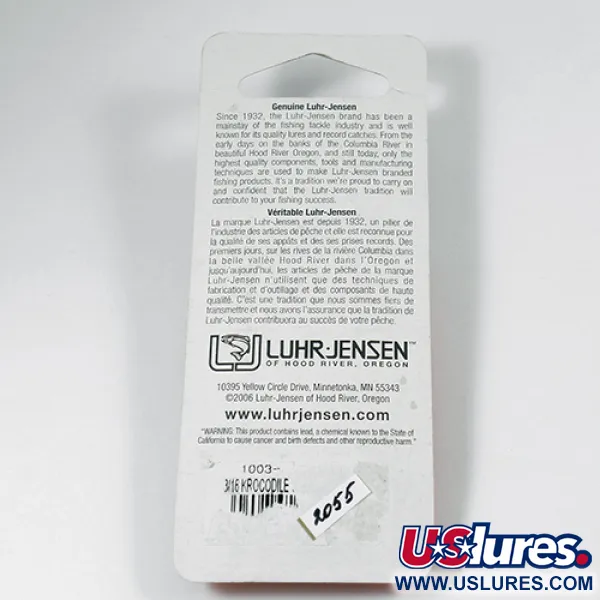 Genuine Luhr-Jensen
Since 1932, the Luhr-Jensen brand has been a
mainstay of the fishing tackle industry and is well
known for its quality lures and record catches. From the
early days on the banks of the Columbia River in
beautiful Hood River Oregon, and still today, only the
highest quality components, tools and manufacturing
techniques are used to make Luhr-Jensen branded
fishing products. It's a tradition we're proud to carry on
and confident that the Luhr-Jensen tradition will
contribute to your fishing success.
Véritable Luhr-Jensen
La marque Luhr-Jensen est depuis 1932, un pilier de
l'industrie des articles de pêche et elle est reconnue pour
la qualité de ses appâts et des ses prises records. Des
premiers jours, sur les rives de la rivière Columbia dans
la belle vallée Hood River dans l'Oregon et
jusqu'aujourd'hui, les articles de pêche de la marque
Luhr-Jensen n'utilisent que des techniques de
fabrication et d'outillage et des composants de haute
qualité. C'est une tradition que nous sommes fiers de
transmettre et nous avons l'assurance que la tradition de
Luhr-Jensen contribuera au succès de votre pêche.
LUHR-JENSEN™
OF HOOD RIVER, OREGON
10395 Yellow Circle Drive, Minnetonka, MN 55343
©2006 Luhr-Jensen of Hood River, Oregon
www.luhrjensen.com
"WARNING: This product contains lead, a chemical known to the State of
California to cause cancer and birth defects and other reproductive harm."
1003-
3/16 KROCODILE
2055
USlures.
WWW.USLURES.COM